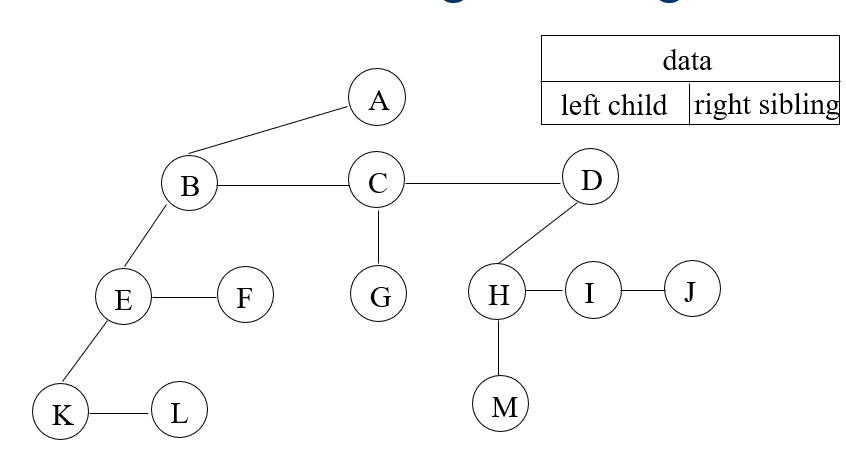 data
left child right sibling
A
B C D
E F G H I J
K L M